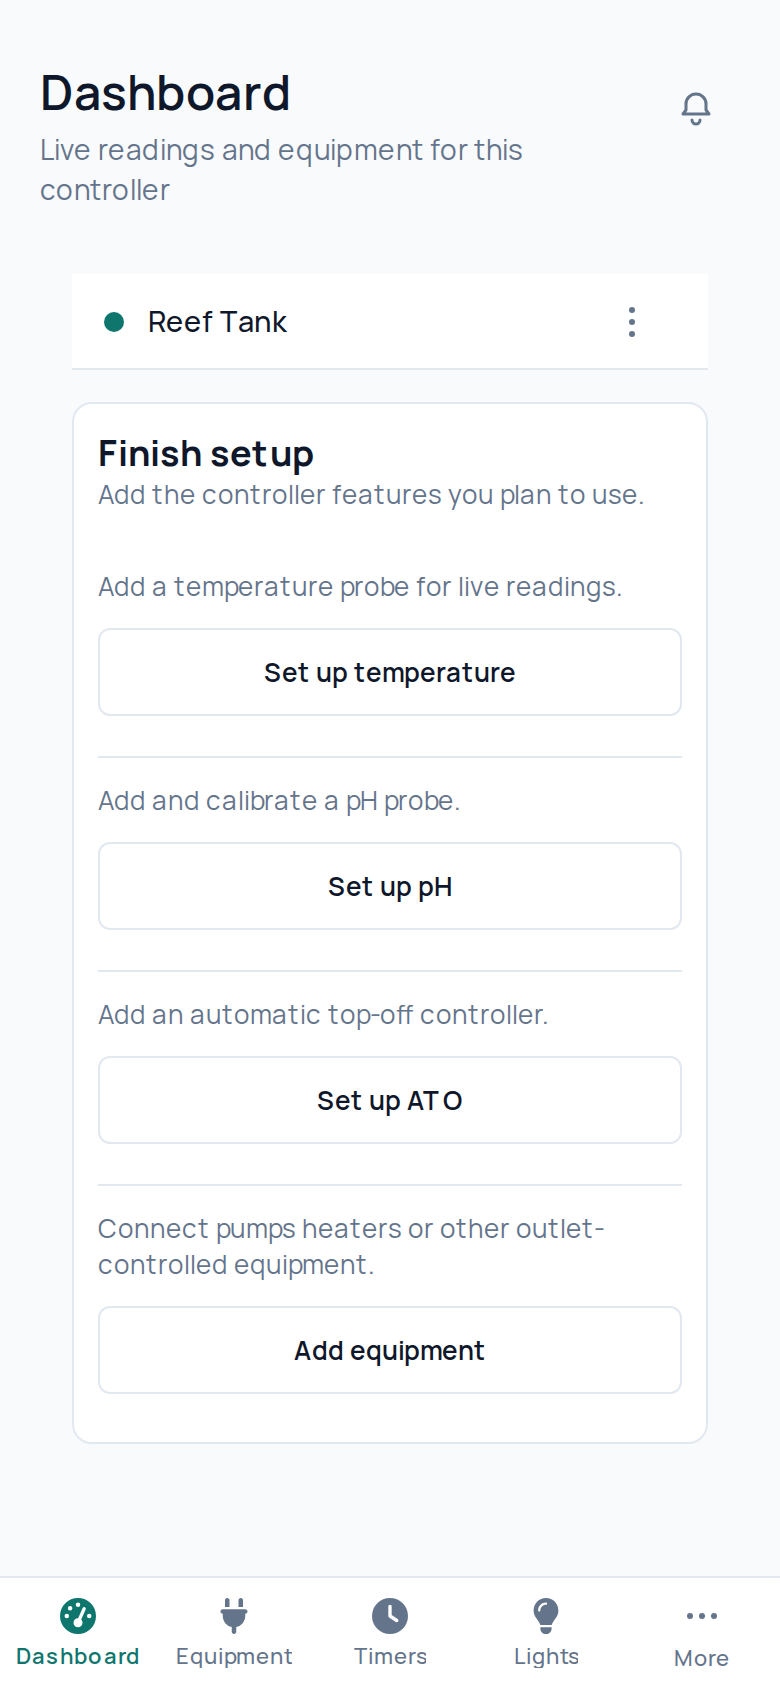 Dashboard
Live readings and equipment for this
controller
Reef Tank
Finish setup
Add the controller features you plan to use.
Add a temperature probe for live readings.
Set up temperature
Add and calibrate a pH probe.
Set up pH
Add an automatic top-off controller.
Set up ATO
Connect pumps heaters or other outlet-
controlled equipment.
Add equipment
Dashboard
Equipment
Timers
Lights
More